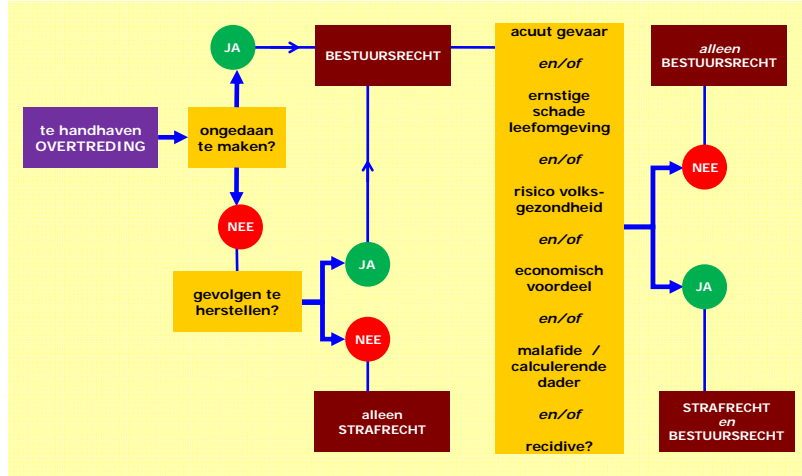 te handhaven
OVERTREDING
ongedaan
te maken?
JA
NEE
gevolgen te
herstellen?
JA
NEE
alleen
STRAFRECHT
BESTUURSRECHT
acuut gevaar
en/of
ernstige
schade
leefomgeving
en/of
risico volks-
gezondheid
en/of
economisch
voordeel
en/of
malafide /
calculerende
dader
en/of
recidive?
NEE
alleen
BESTUURSRECHT
JA
STRAFRECHT
en
BESTUURSRECHT